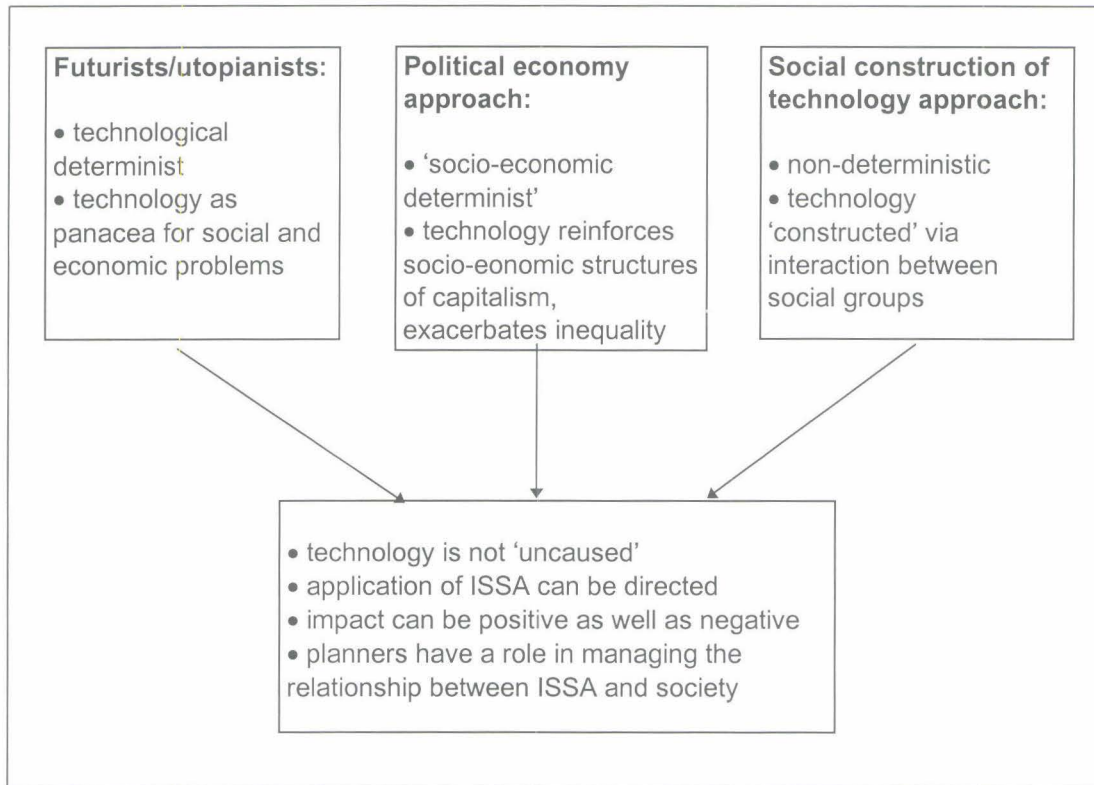 Futurists/utopianists:
• technological
determinist
• technology as
panacea for social and
economic problems
Political economy
approach:
• ‘socio-economic
determinist’
• technology reinforces
socio-eonomic structures
of capitalism,
exacerbates inequality
Social construction of
technology approach:
• non-deterministic
• technology
‘constructed’ via
interaction between
social groups
• technology is not ‘uncaused’
• application of ISSA can be directed
• impact can be positive as well as negative
• planners have a role in managing the
relationship between ISSA and society